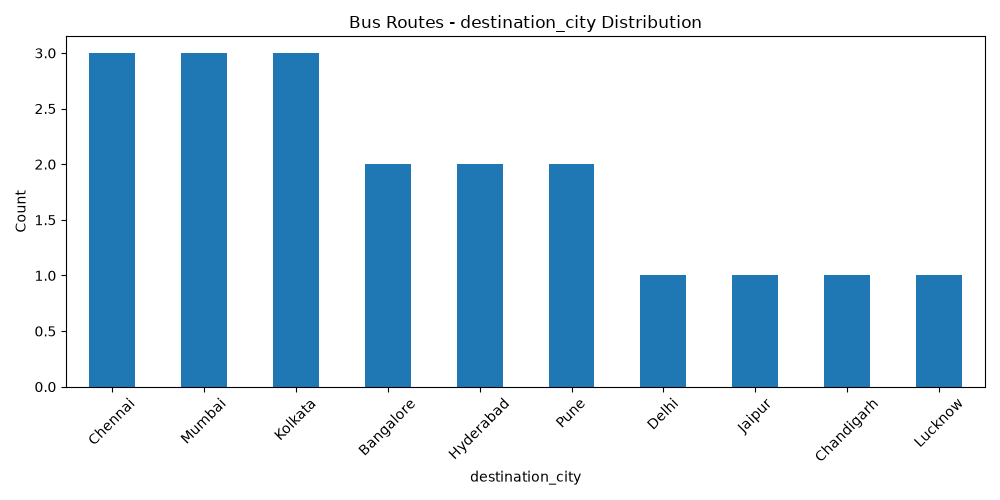 Bus Routes - destination_city Distribution
Count
3.0
2.5
2.0
1.5
1.0
0.5
0.0
Chennai
Mumbai
Kolkata
Bangalore
Hyderabad
Pune
Delhi
Jaipur
Chandigarh
Lucknow
destination_city